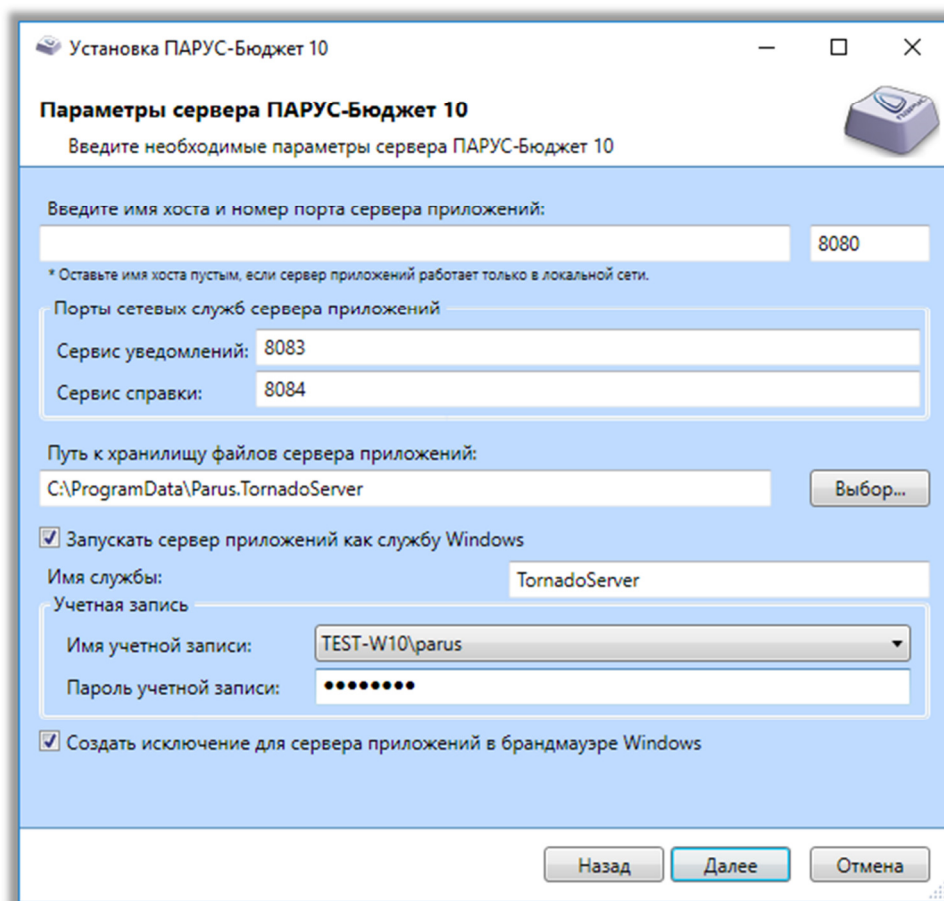 Установка ПАРУС-Бюджет 10
Параметры сервера ПАРУС-Бюджет 10
Введите необходимые параметры сервера ПАРУС-Бюджет 10
ПАРУС
Введите имя хоста и номер порта сервера приложений:
8080
* Оставьте имя хоста пустым, если сервер приложений работает только в локальной сети.
Порты сетевых служб сервера приложений
Сервис уведомлений: 8083
Сервис справки: 8084
Путь к хранилищу файлов сервера приложений:
C:\ProgramData\Parus.TornadoServer Выбор...
Запускать сервер приложений как службу Windows
Имя службы: TornadoServer
Учетная запись
Имя учетной записи: TEST-W10\parus
Пароль учетной записи: ●●●●●●●●
Создать исключение для сервера приложений в брандмауэре Windows
Назад Далее Отмена